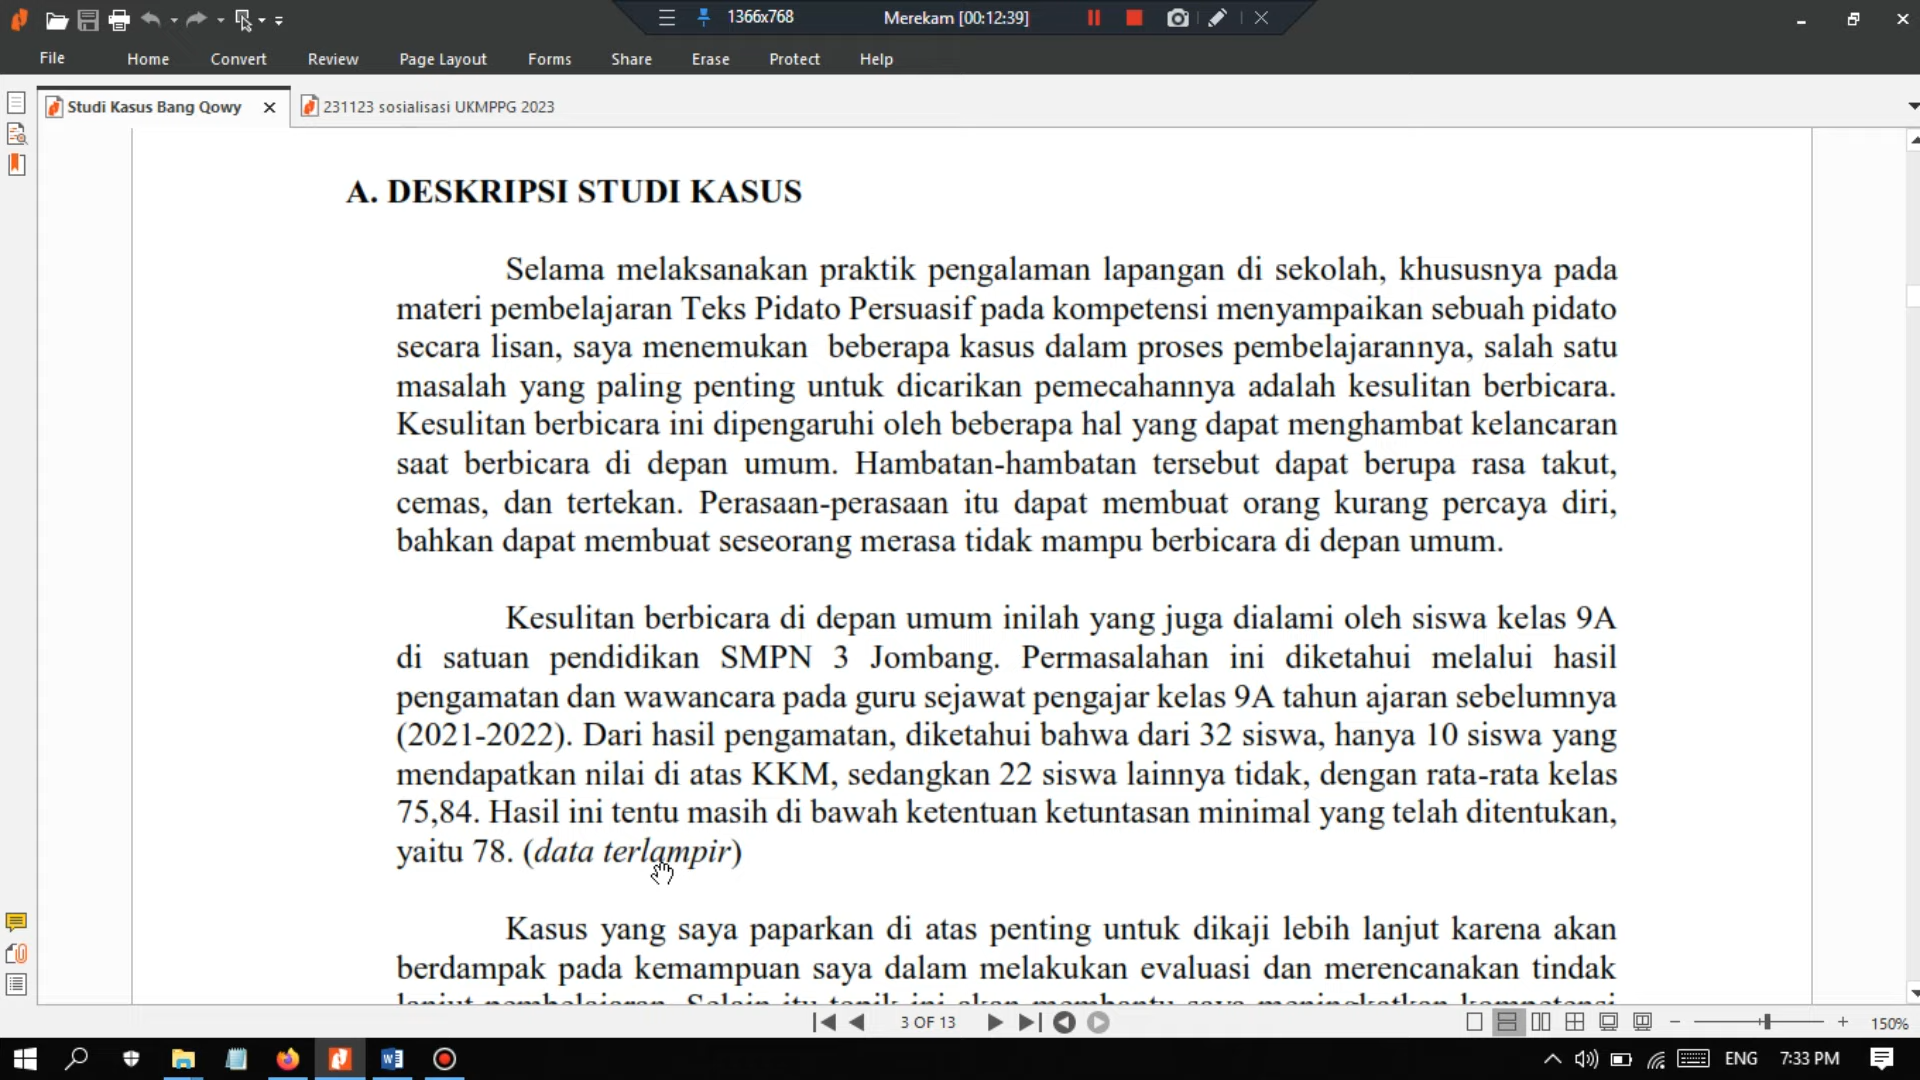 1366x768 Merekam [00:12:39]
File Home Convert Review Page Layout Forms Share Erase Protect Help
Studi Kasus Bang Qowy 231123 sosialisasi UKMPPG 2023
A. DESKRIPSI STUDI KASUS
Selama melaksanakan praktik pengalaman lapangan di sekolah, khususnya pada
materi pembelajaran Teks Pidato Persuasif pada kompetensi menyampaikan sebuah pidato
secara lisan, saya menemukan beberapa kasus dalam proses pembelajarannya, salah satu
masalah yang paling penting untuk dicarikan pemecahannya adalah kesulitan berbicara.
Kesulitan berbicara ini dipengaruhi oleh beberapa hal yang dapat menghambat kelancaran
saat berbicara di depan umum. Hambatan-hambatan tersebut dapat berupa rasa takut,
cemas, dan tertekan. Perasaan-perasaan itu dapat membuat orang kurang percaya diri,
bahkan dapat membuat seseorang merasa tidak mampu berbicara di depan umum.
Kesulitan berbicara di depan umum inilah yang juga dialami oleh siswa kelas 9A
di satuan pendidikan SMPN 3 Jombang. Permasalahan ini diketahui melalui hasil
pengamatan dan wawancara pada guru sejawat pengajar kelas 9A tahun ajaran sebelumnya
(2021-2022). Dari hasil pengamatan, diketahui bahwa dari 32 siswa, hanya 10 siswa yang
mendapatkan nilai di atas KKM, sedangkan 22 siswa lainnya tidak, dengan rata-rata kelas
75,84. Hasil ini tentu masih di bawah ketentuan ketuntasan minimal yang telah ditentukan,
yaitu 78. (data terlampir)
Kasus yang saya paparkan di atas penting untuk dikaji lebih lanjut karena akan
berdampak pada kemampuan saya dalam melakukan evaluasi dan merencanakan tindak
lanjut pembelajaran. Selain itu topik ini akan membantu saya meningkatkan kompetensi
3 OF 13 150%
ENG 7:33 PM